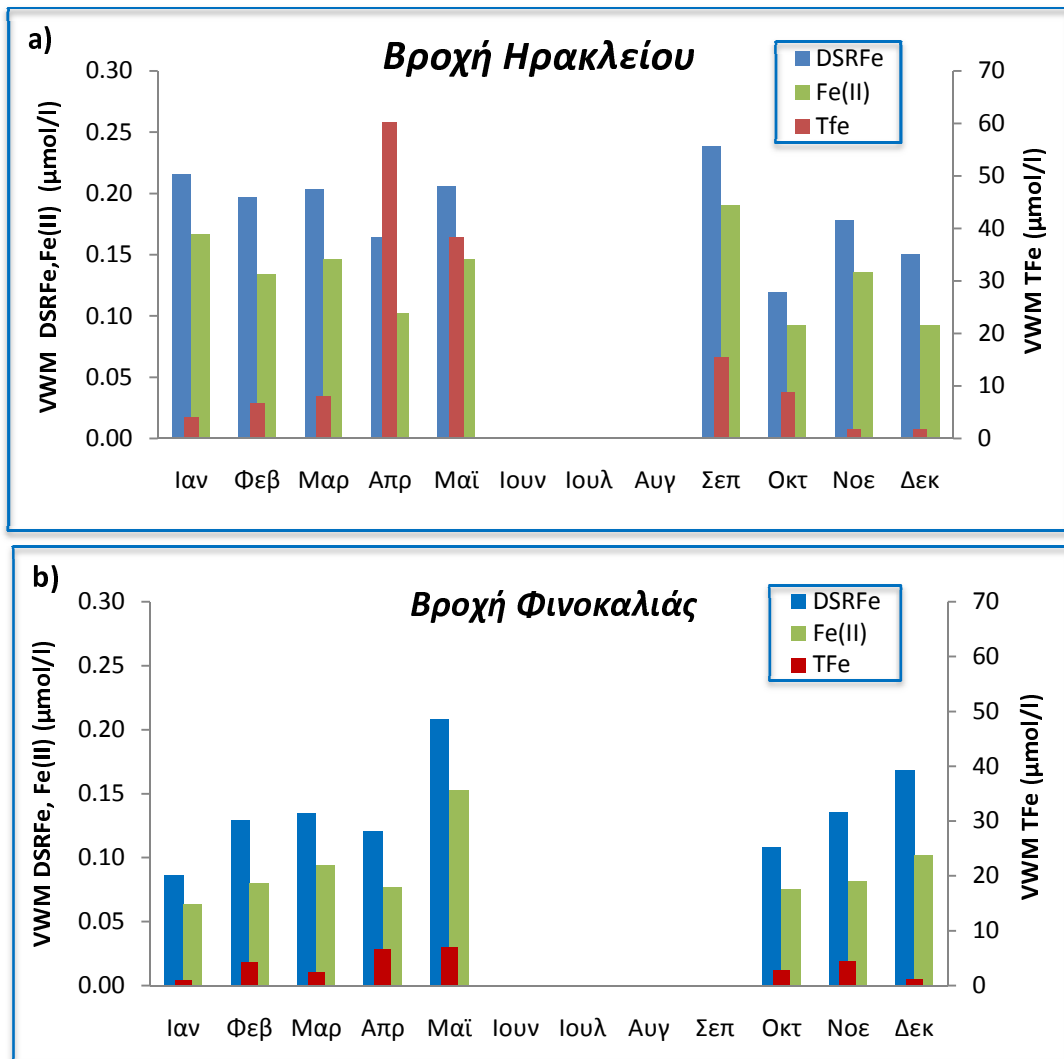 a)
Βροχή Ηρακλείου
DSRFe
Fe(II)
Tfe
VWM DSRFe,Fe(II) (μmol/l)
0.30
0.25
0.20
0.15
0.10
0.05
0.00
70
60
50
40
30
20
10
0
VWM TFe (μmol/l)
Ιαν Φεβ Μαρ Απρ Μαϊ Ιουν Ιουλ Αυγ Σεπ Οκτ Νοε Δεκ
b)
Βροχή Φινοκαλιάς
DSRFe
Fe(II)
TFe
VWM DSRFe, Fe(II) (μmol/l)
0.30
0.25
0.20
0.15
0.10
0.05
0.00
70
60
50
40
30
20
10
0
VWM TFe (μmol/l)
Ιαν Φεβ Μαρ Απρ Μαϊ Ιουν Ιουλ Αυγ Σεπ Οκτ Νοε Δεκ